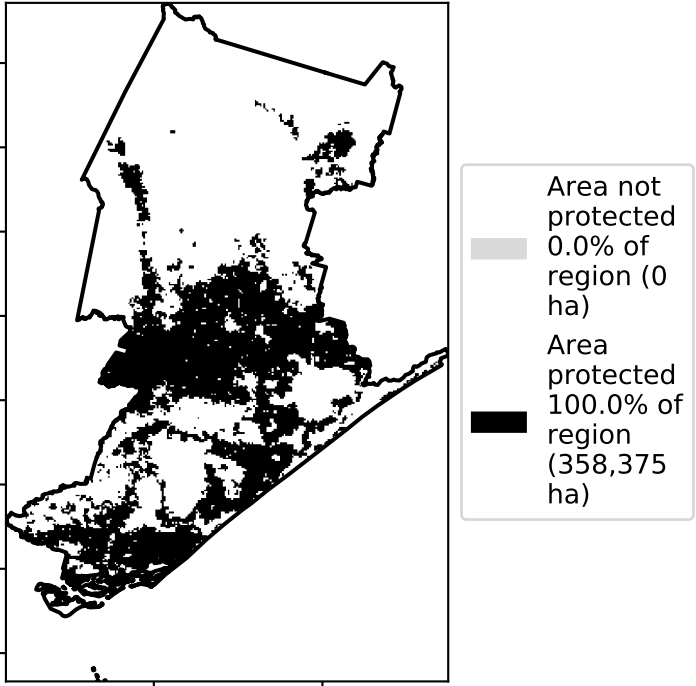 Area not
protected
0.0% of
region (0
ha)
Area
protected
100.0% of
region
(358,375
ha)